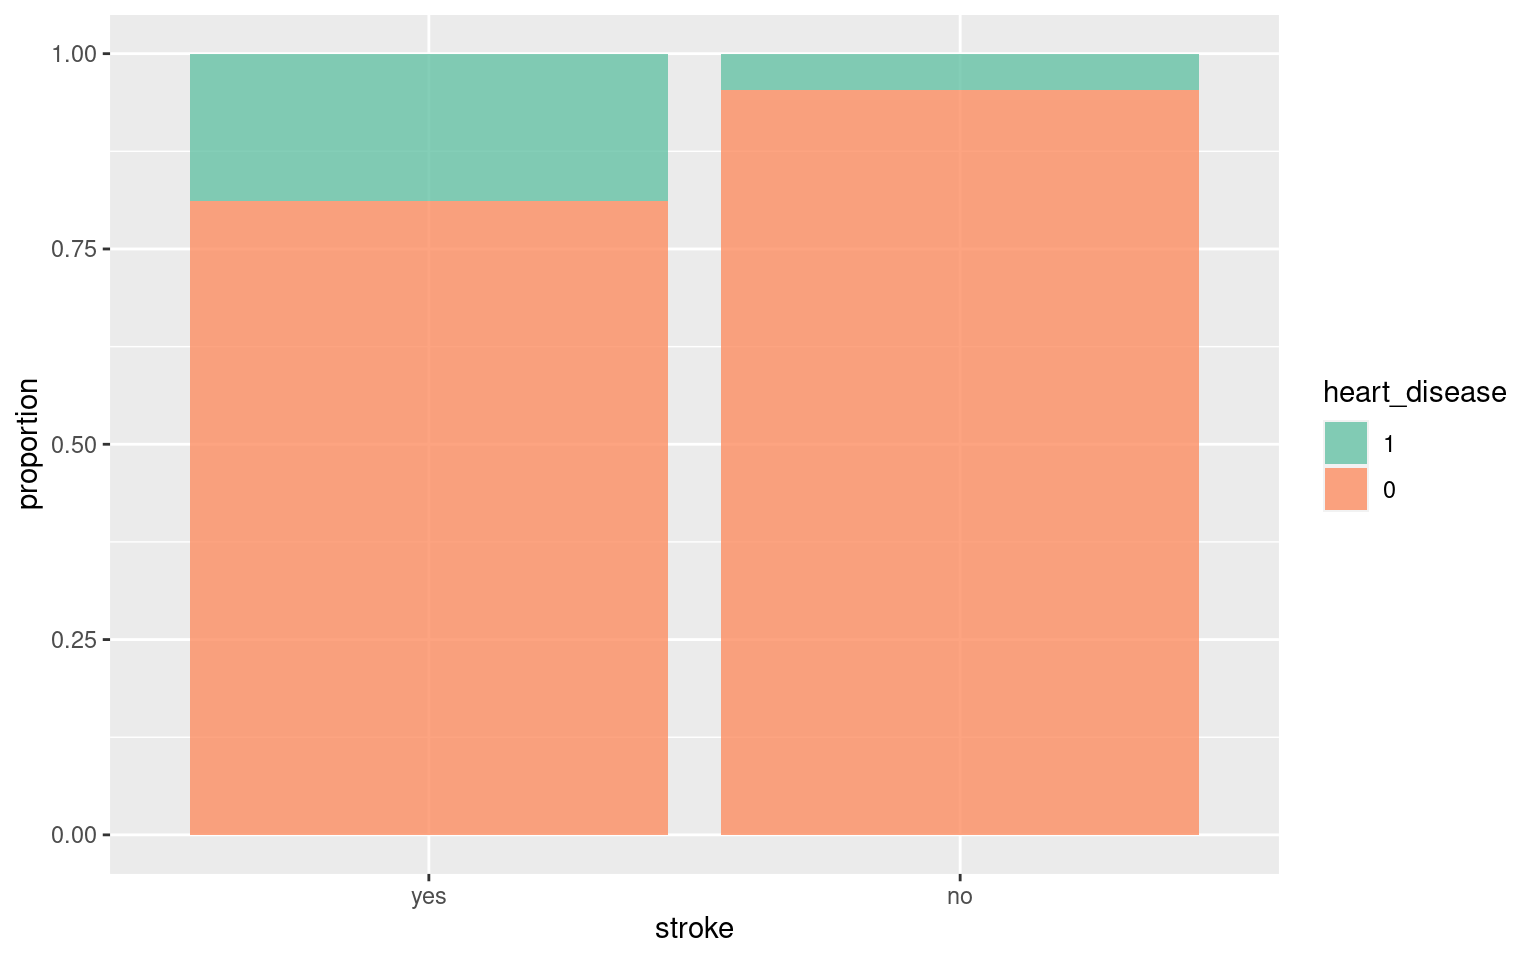 1.00
0.75
0.50
0.25
0.00
proportion
yes
no
stroke
heart_disease
1
0